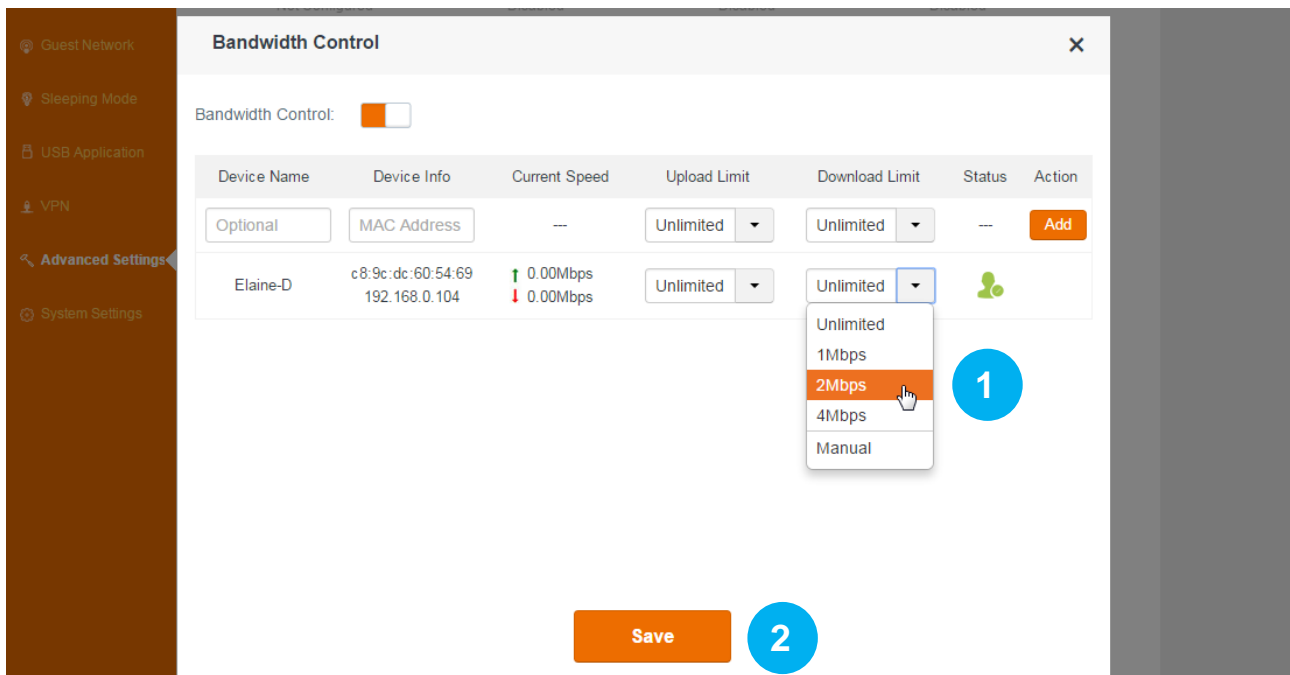 Guest Network
Sleeping Mode
USB Application
VPN
Advanced Settings
System Settings
Bandwidth Control
×
Bandwidth Control:
Device Name Device Info Current Speed Upload Limit Download Limit Status Action
Optional MAC Address --- Unlimited Unlimited --- Add
Elaine-D c8:9c:dc:60:54:69 192.168.0.104 ↑ 0.00Mbps ↓ 0.00Mbps Unlimited Unlimited
Unlimited
1Mbps
2Mbps
4Mbps
Manual
1
Save
2